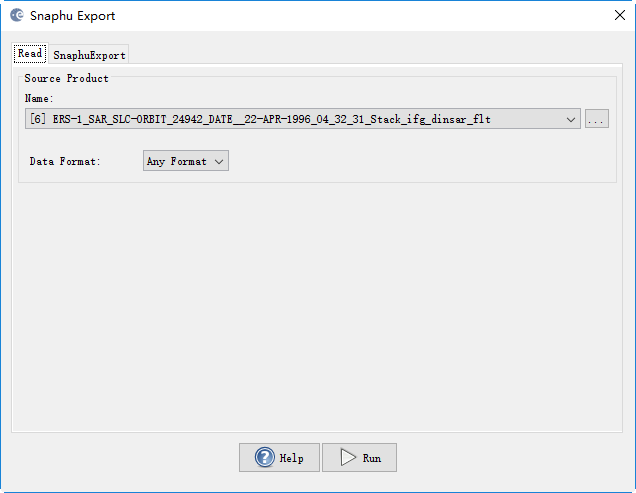 Snaphu Export
Read SnaphuExport
Source Product
Name:
[6] ERS-1_SAR_SLC-ORBIT_24942_DATE__22-APR-1996_04_32_31_Stack_ifg_dinsar_flt ...
Data Format: Any Format
Help Run